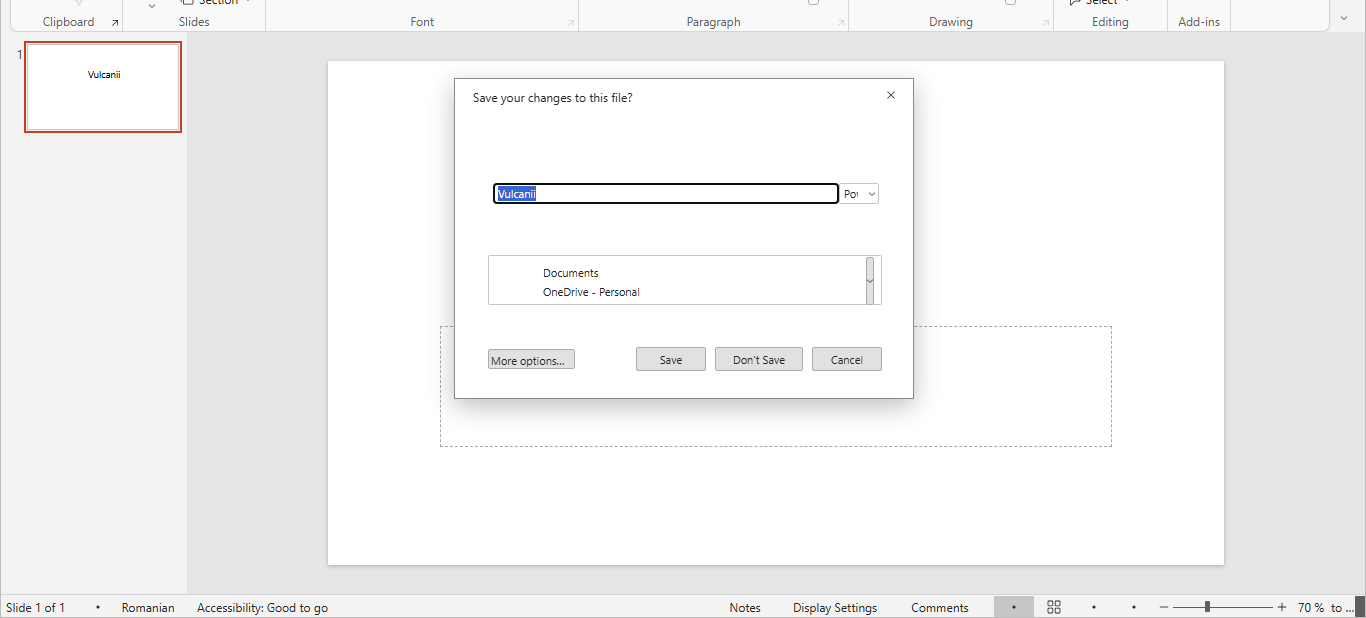 Section
Select
Clipboard
Slides
Font
Paragraph
Drawing
Editing
Add-ins
1
Vulcanii
Save your changes to this file?
Vulcanii
Documents
OneDrive - Personal
More options...
Save
Don't Save
Cancel
Slide 1 of 1
Romanian
Accessibility: Good to go
Notes
Display Settings
Comments
70 %
to ...